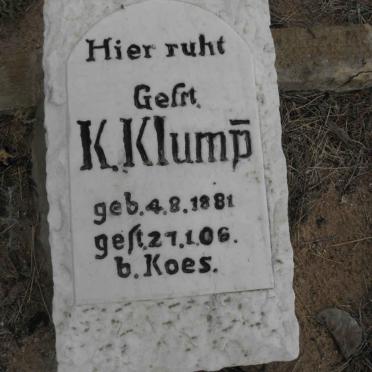 Hier ruht
Gefrt.
K. Klump̄
geb. 4. 8. 1881
geſt. 27. 1. 06.
b. Koes.